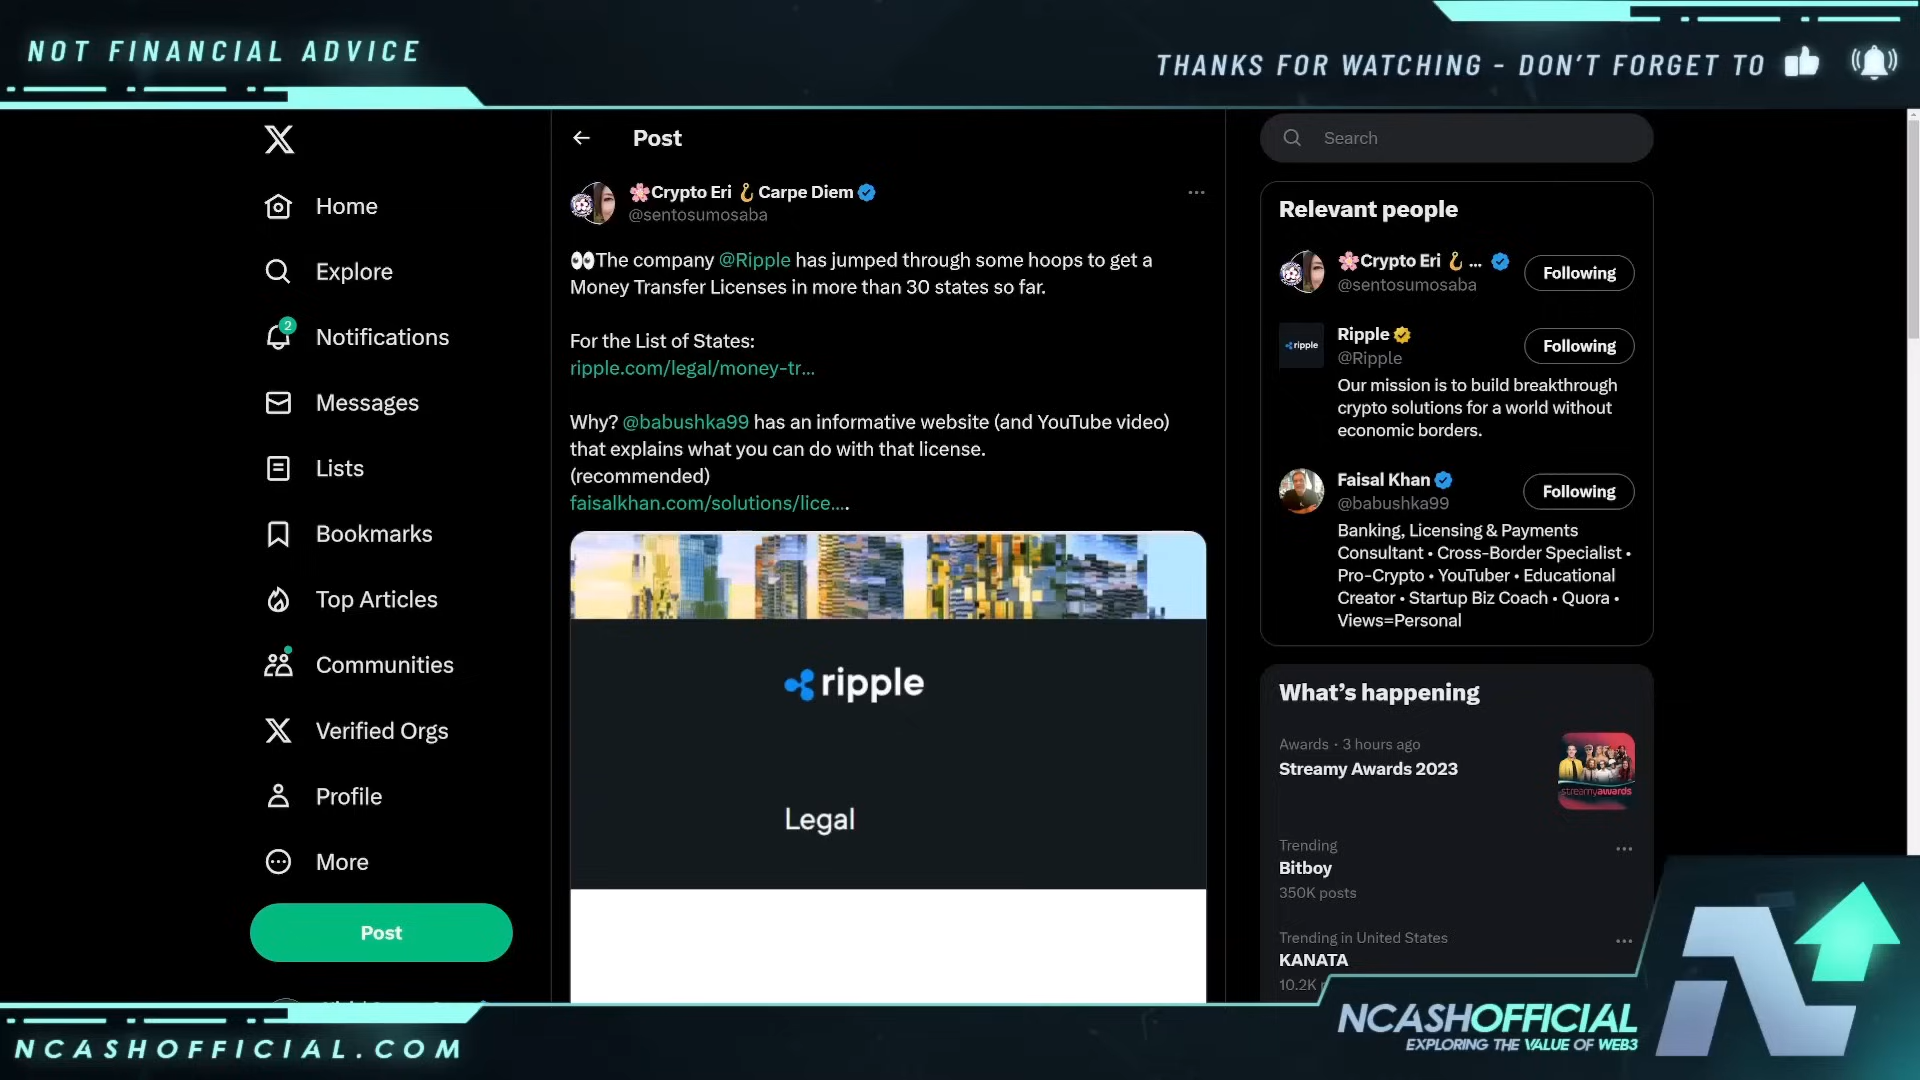 NOT FINANCIAL ADVICE
THANKS FOR WATCHING - DON'T FORGET TO
Home
Explore
2
Notifications
Messages
Lists
Bookmarks
Top Articles
Communities
Verified Orgs
Profile
More
Post
Post
🌸Crypto Eri 🪝Carpe Diem
@sentosumosaba
👀The company @Ripple has jumped through some hoops to get a
Money Transfer Licenses in more than 30 states so far.
For the List of States:
ripple.com/legal/money-tr…
Why? @babushka99 has an informative website (and YouTube video)
that explains what you can do with that license.
(recommended)
faisalkhan.com/solutions/lice….
ripple
Legal
Search
Relevant people
🌸Crypto Eri 🪝 ...
@sentosumosaba
Following
ripple
Ripple
@Ripple
Following
Our mission is to build breakthrough
crypto solutions for a world without
economic borders.
Faisal Khan
@babushka99
Following
Banking, Licensing & Payments
Consultant • Cross-Border Specialist •
Pro-Crypto • YouTuber • Educational
Creator • Startup Biz Coach • Quora •
Views=Personal
What's happening
Awards · 3 hours ago
Streamy Awards 2023
streamyawards
Trending
Bitboy
350K posts
Trending in United States
KANATA
10.2K
NCASHOFFICIAL.COM
NCASHOFFICIAL
EXPLORING THE VALUE OF WEB3